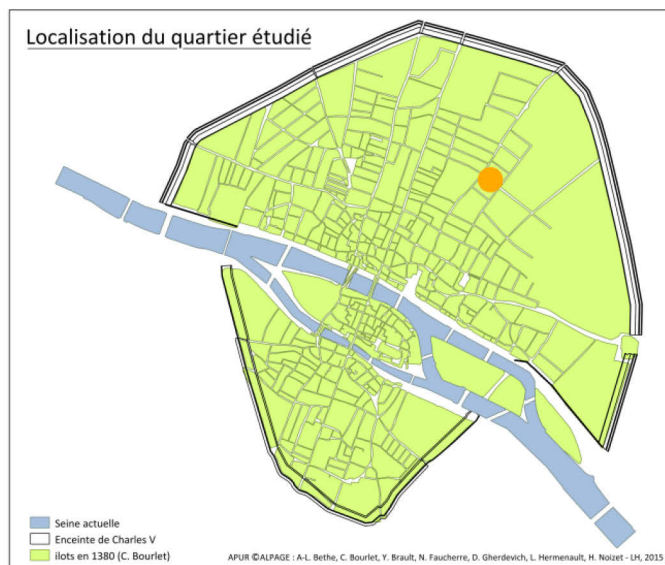 Localisation du quartier étudié
Seine actuelle
Enceinte de Charles V
ilots en 1380 (C. Bourlet)
APUR ©ALPAGE : A-L. Bethe, C. Bourlet, Y. Brault, N. Faucherre, D. Gherdevich, L. Hermenault, H. Noizet - LH, 2015